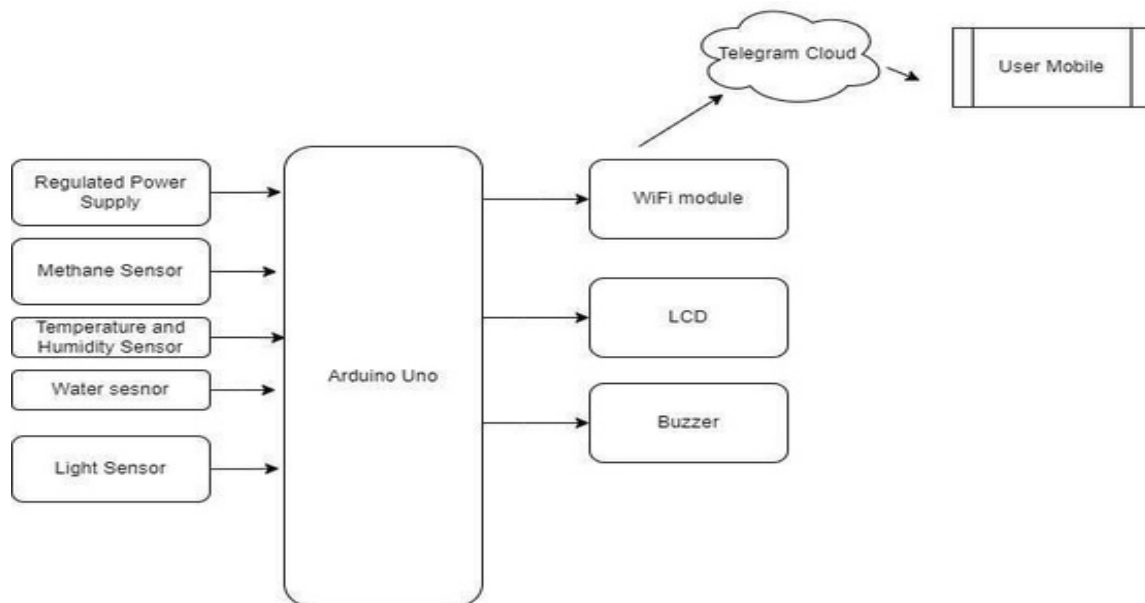 Telegram Cloud
User Mobile
Regulated Power
Supply
WiFi module
Methane Sensor
Temperature and
Humidity Sensor
LCD
Arduino Uno
Water sesnor
Buzzer
Light Sensor